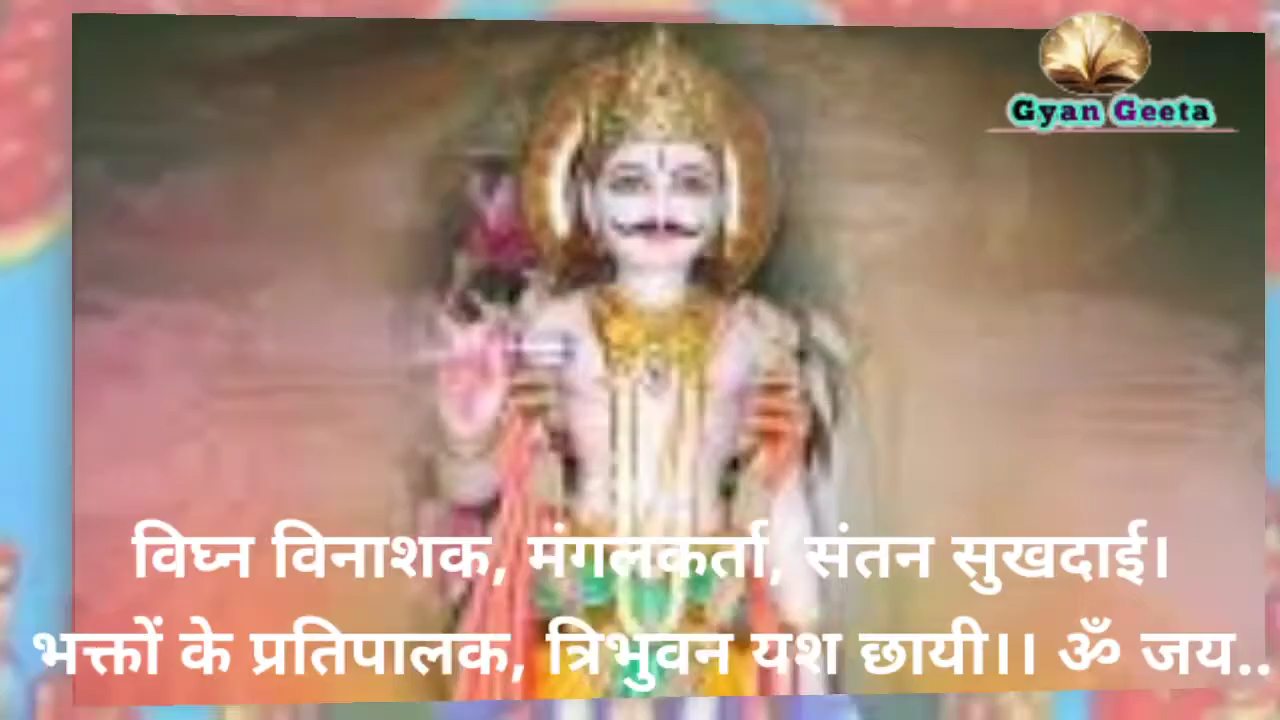 Gyan Geeta
विघ्न विनाशक, मंगलकर्ता, संतन सुखदाई।
भक्तों के प्रतिपालक, त्रिभुवन यश छायी।। ॐ जय..